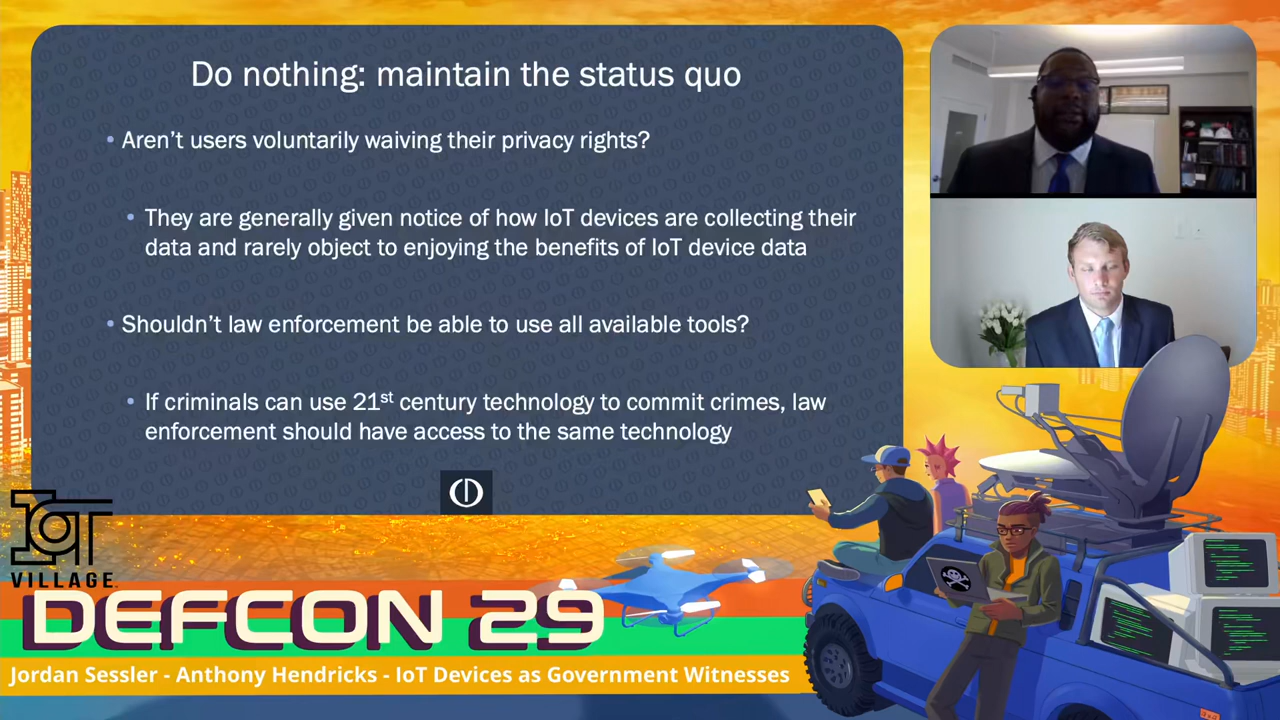 Do nothing: maintain the status quo
• Aren't users voluntarily waiving their privacy rights?
• They are generally given notice of how IoT devices are collecting their
data and rarely object to enjoying the benefits of IoT device data
• Shouldn't law enforcement be able to use all available tools?
• If criminals can use 21st century technology to commit crimes, law
enforcement should have access to the same technology
IoT
VILLAGE
DEFCON 29
Jordan Sessler - Anthony Hendricks - IoT Devices as Government Witnesses